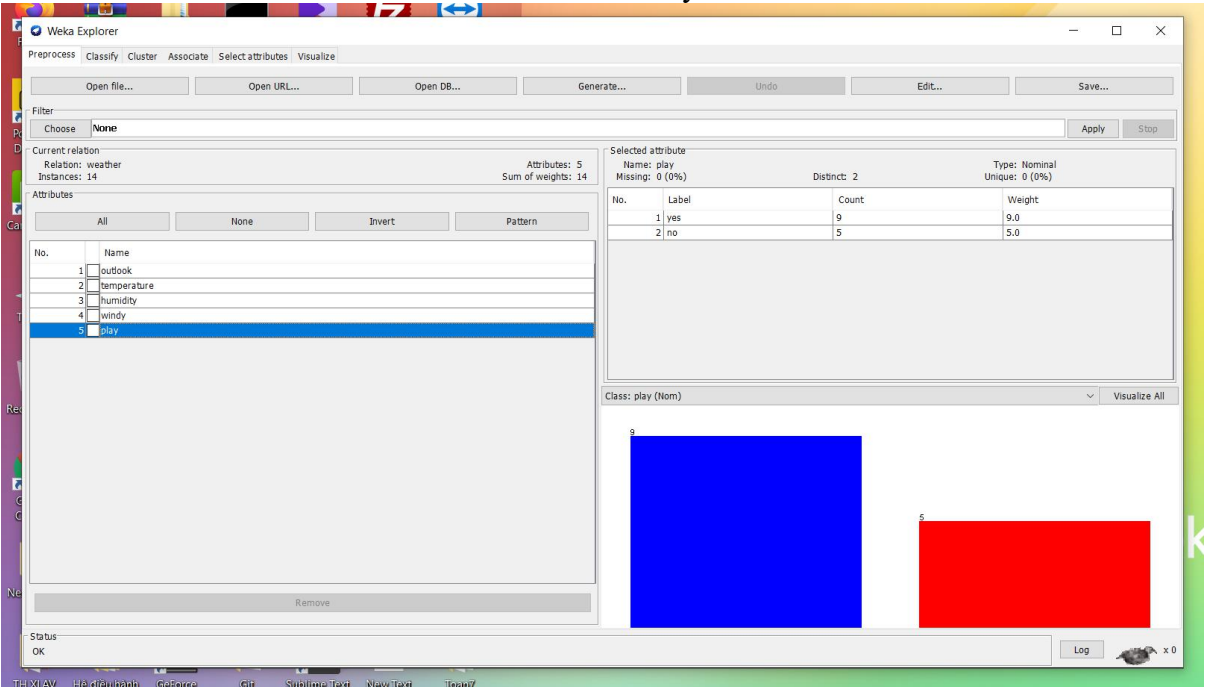 Weka Explorer
Preprocess Classify Cluster Associate Select attributes Visualize
Open file... Open URL... Open DB... Generate... Undo Edit... Save...
Filter
Choose None Apply Stop
Current relation
Relation: weather Attributes: 5
Instances: 14 Sum of weights: 14
Attributes
All None Invert Pattern
No. Name
1 outlook
2 temperature
3 humidity
4 windy
5 play
Remove
Selected attribute
Name: play Type: Nominal
Missing: 0 (0%) Distinct: 2 Unique: 0 (0%)
No. Label Count Weight
1 yes 9 9.0
2 no 5 5.0
Class: play (Nom) Visualize All
9
5
Status
OK
Log x 0
TH XLAV Hệ điều hành GeForce Git Sublime Text New Text Toan7